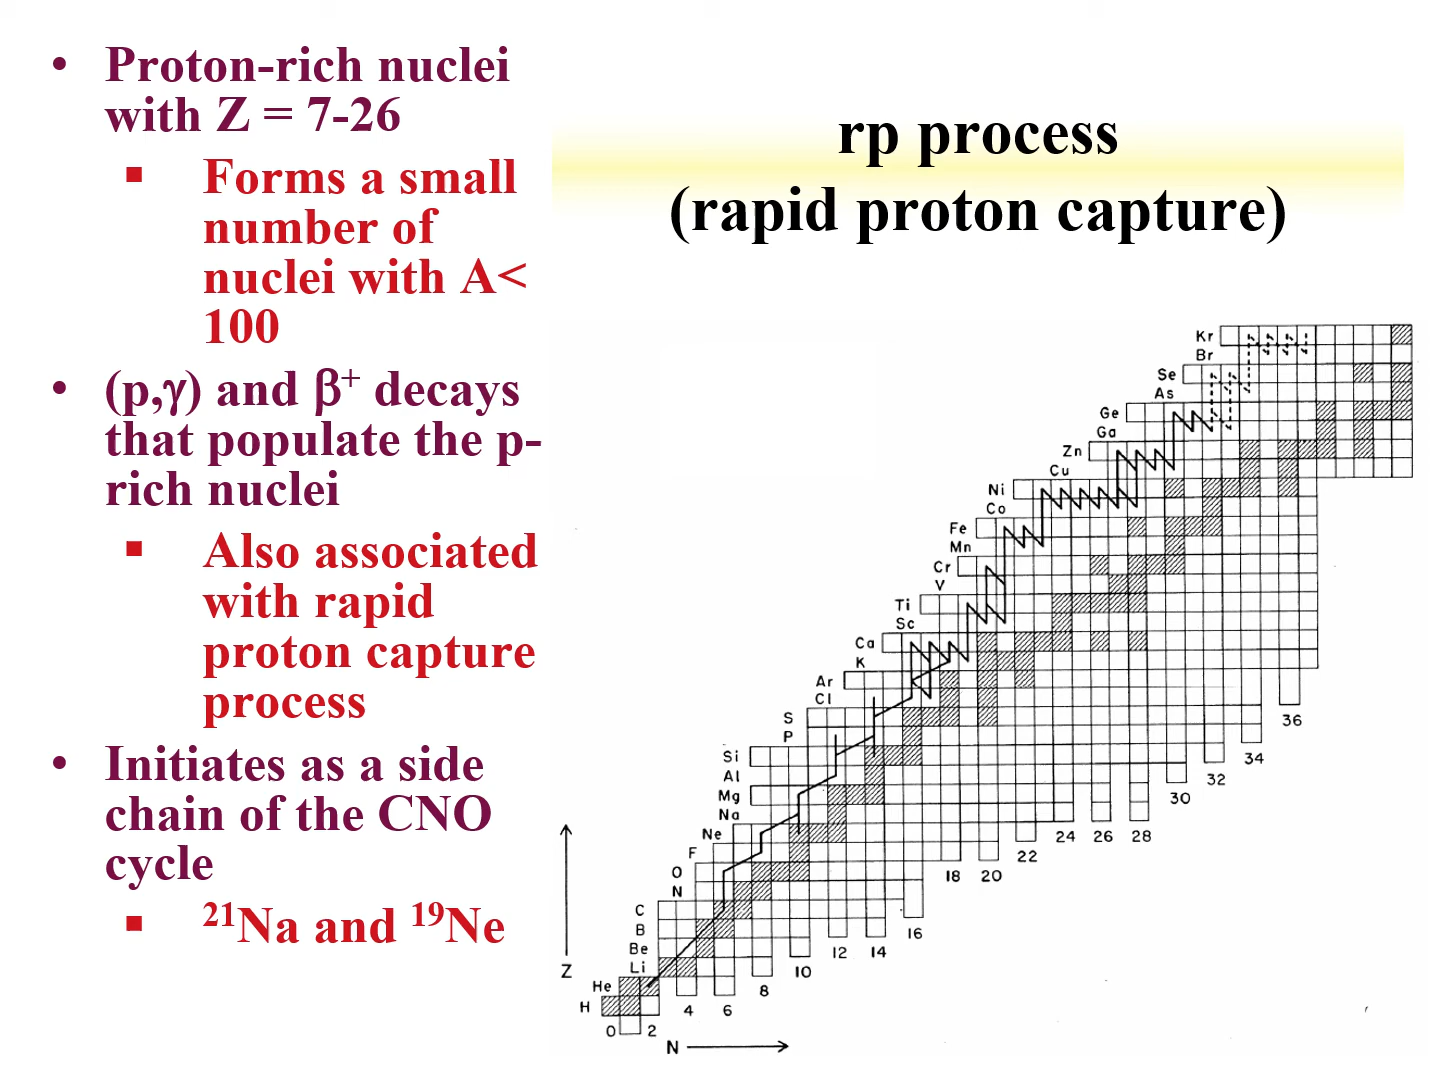 • Proton-rich nuclei
with Z = 7-26
▪ Forms a small
number of
nuclei with A<
100
• (p,γ) and β⁺ decays
that populate the p-
rich nuclei
▪ Also associated
with rapid
proton capture
process
• Initiates as a side
chain of the CNO
cycle
▪ ²¹Na and ¹⁹Ne
rp process
(rapid proton capture)
Kr
Br
Se
As
Ge
Ga
Zn
Cu
Ni
Co
Fe
Mn
Cr
V
Ti
Sc
Ca
K
Ar
Cl
S
P
Si
Al
Mg
Na
Ne
F
O
N
C
B
Be
Li
He
H
0
2
4
6
8
10
12
14
16
18
20
22
24
26
28
30
32
34
36
Z
N